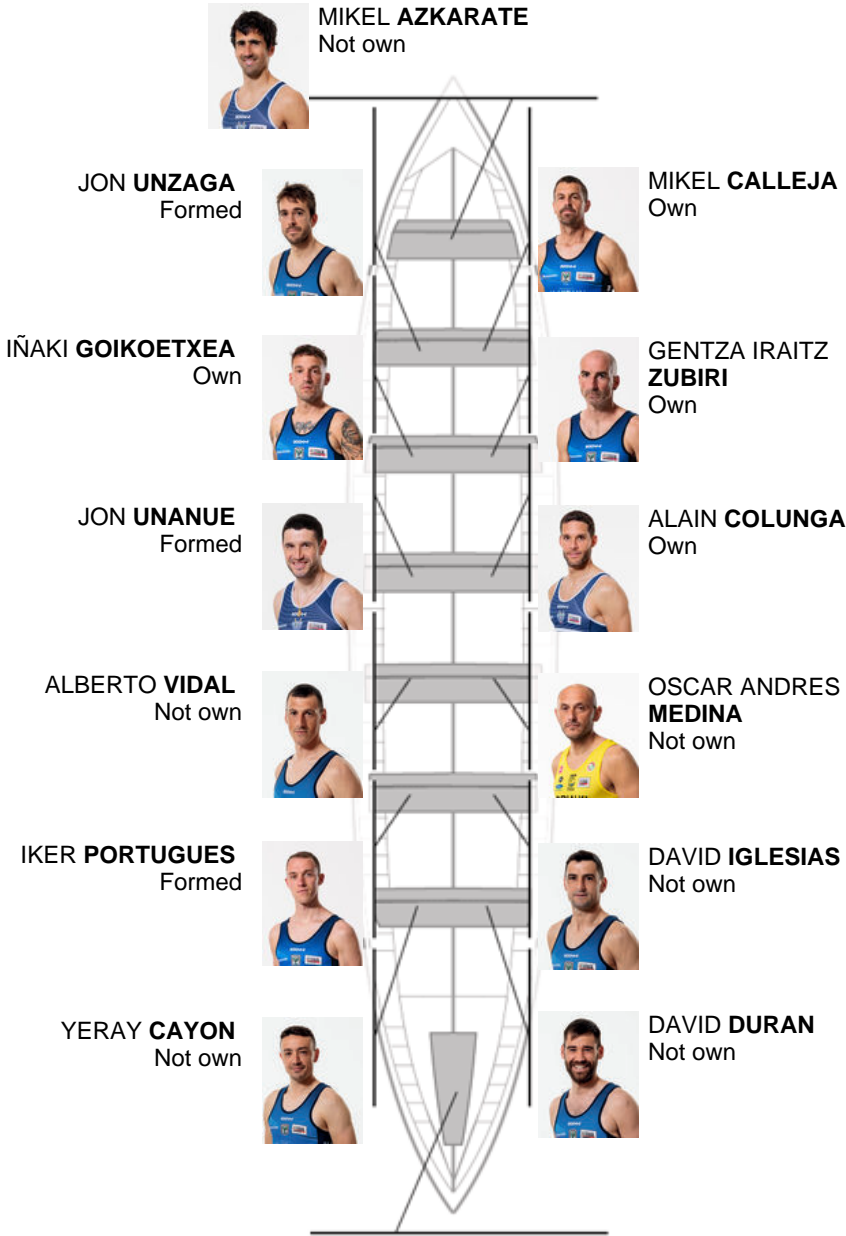 MIKEL AZKARATE
Not own
JON UNZAGA
Formed
MIKEL CALLEJA
Own
IÑAKI GOIKOETXEA
Own
GENTZA IRAITZ
ZUBIRI
Own
JON UNANUE
Formed
ALAIN COLUNGA
Own
ALBERTO VIDAL
Not own
OSCAR ANDRES
MEDINA
Not own
IKER PORTUGUES
Formed
DAVID IGLESIAS
Not own
YERAY CAYON
Not own
DAVID DURAN
Not own